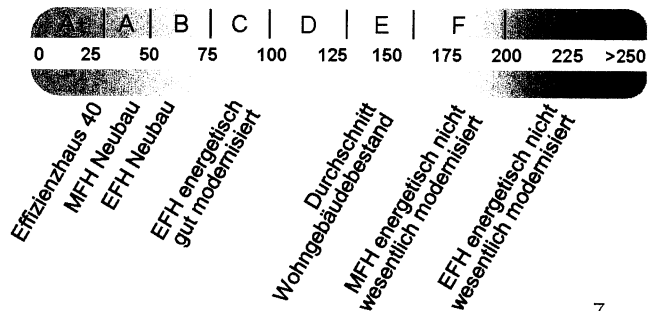 A+ | A | B | C | D | E | F |
0 25 50 75 100 125 150 175 200 225 >250
Effizienzhaus 40
MFH Neubau
EFH Neubau
EFH energetisch
gut modernisiert
Durchschnitt
Wohngebäudebestand
MFH energetisch nicht
wesentlich modernisiert
EFH energetisch nicht
wesentlich modernisiert